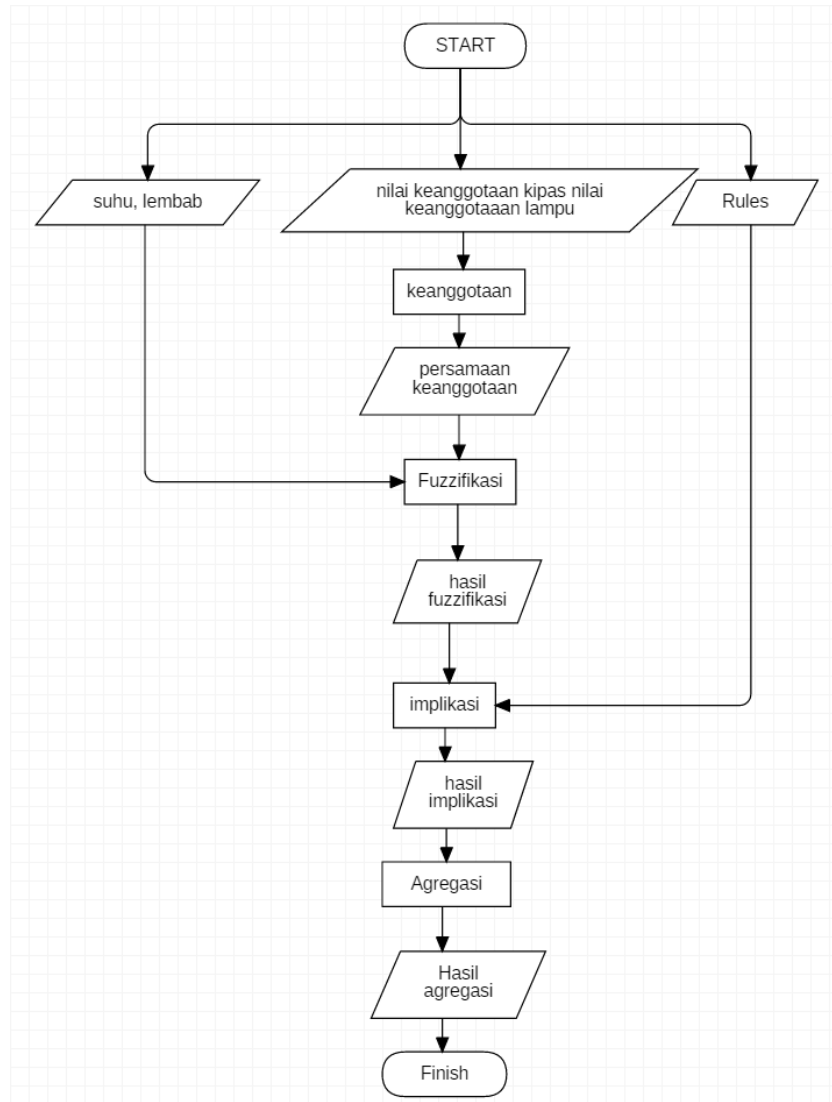 START
suhu, lembab
nilai keanggotaan kipas nilai
keanggotaaan lampu
Rules
keanggotaan
persamaan
keanggotaan
Fuzzifikasi
hasil
fuzzifikasi
implikasi
hasil
implikasi
Agregasi
Hasil
agregasi
Finish